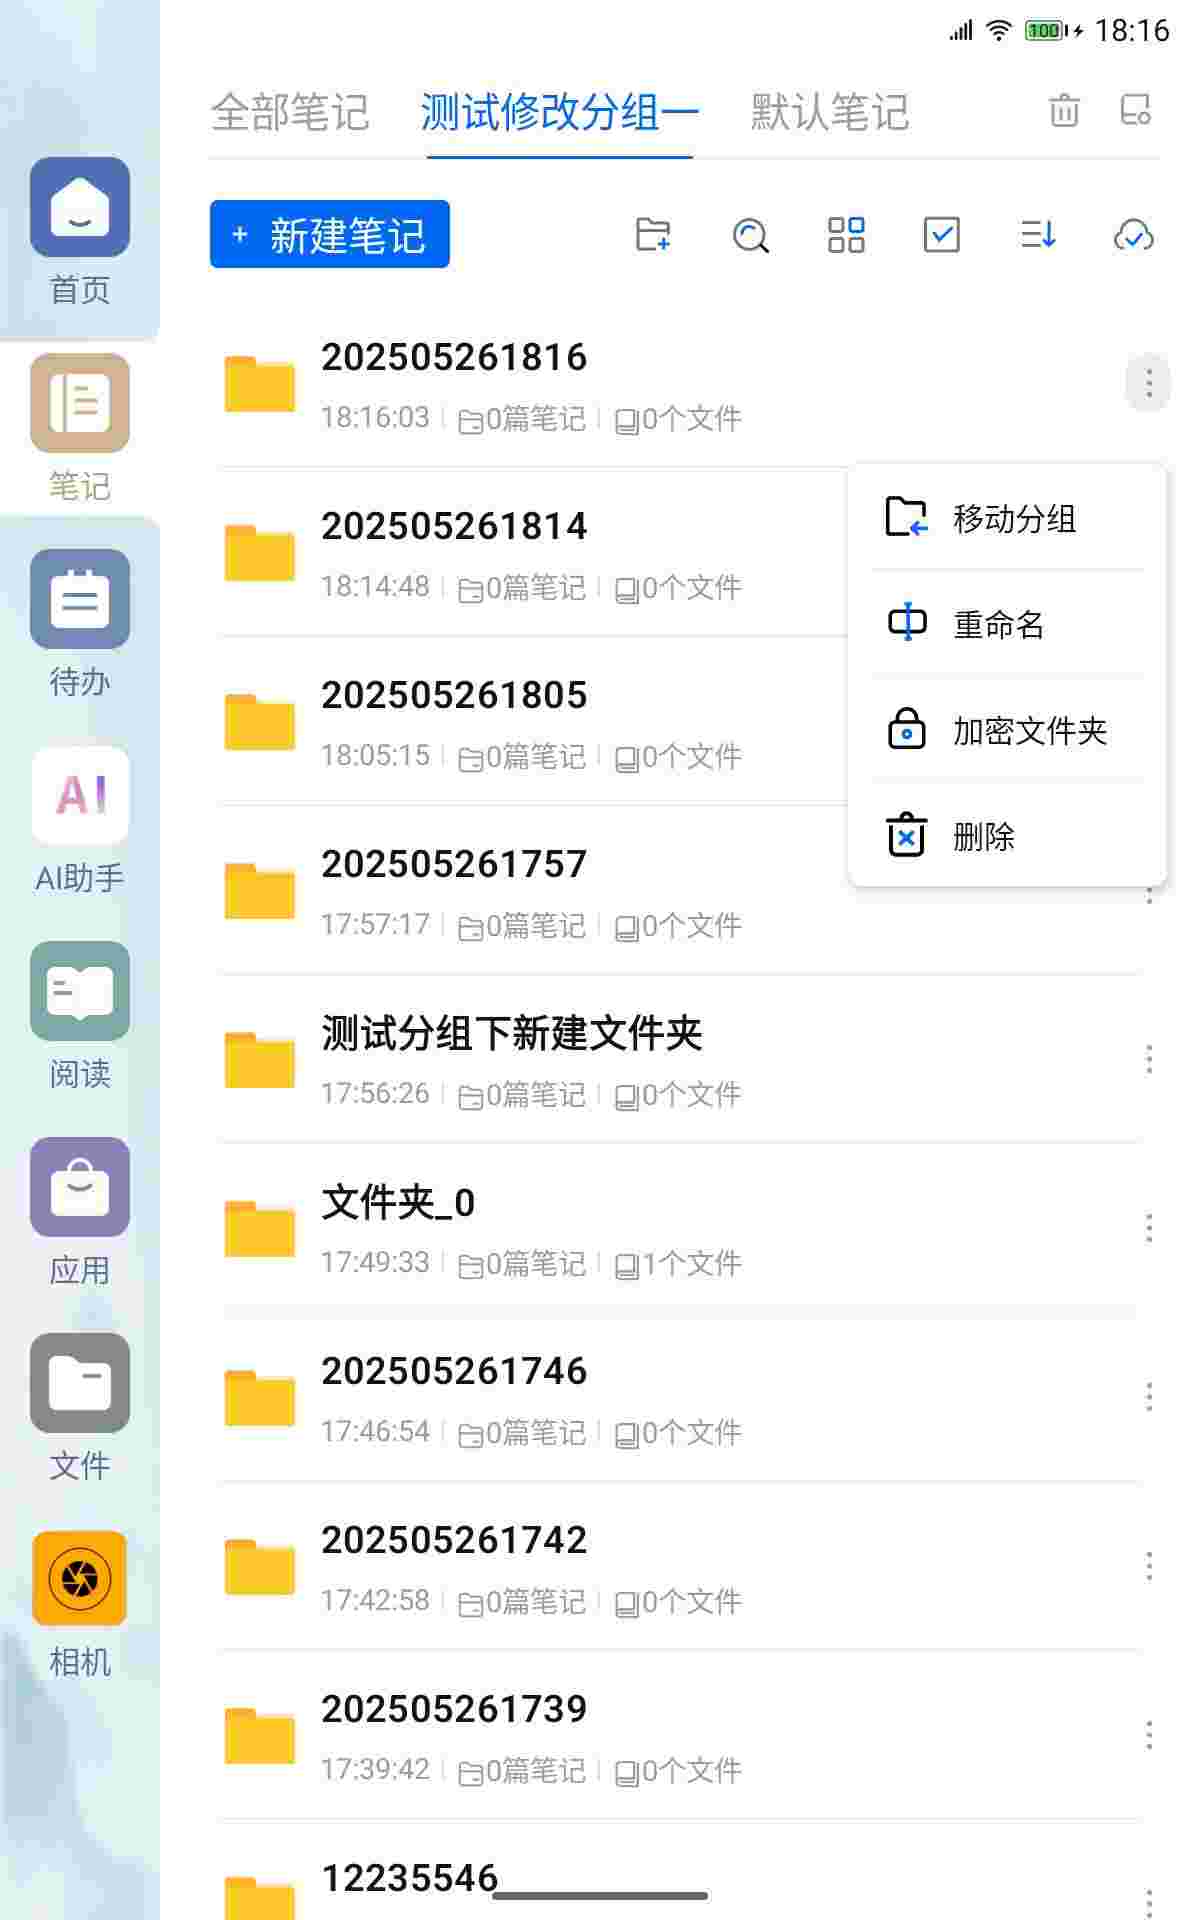 100 18:16
全部笔记 测试修改分组一 默认笔记
+ 新建笔记
首页
笔记
待办
AI
AI助手
阅读
应用
文件
相机
202505261816
18:16:03 0篇笔记 0个文件
202505261814
18:14:48 0篇笔记 0个文件
202505261805
18:05:15 0篇笔记 0个文件
202505261757
17:57:17 0篇笔记 0个文件
测试分组下新建文件夹
17:56:26 0篇笔记 0个文件
文件夹_0
17:49:33 0篇笔记 1个文件
202505261746
17:46:54 0篇笔记 0个文件
202505261742
17:42:58 0篇笔记 0个文件
202505261739
17:39:42 0篇笔记 0个文件
12235546
移动分组
重命名
加密文件夹
删除